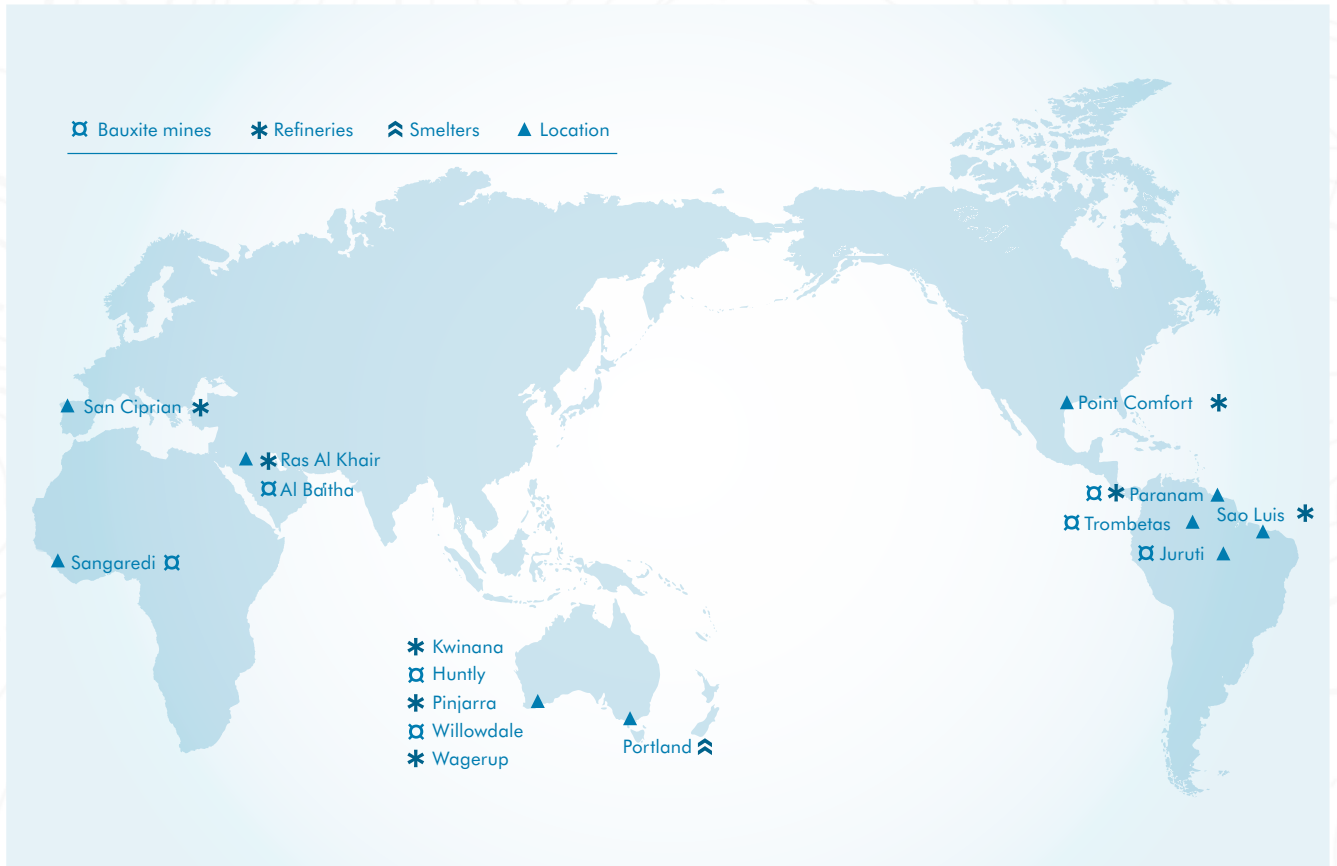 Bauxite mines Refineries Smelters Location
San Ciprian
Point Comfort
Ras Al Khair
Al Baitha
Paranam
Sao Luis
Trombetas
Juruti
Sangaredi
Kwinana
Huntly
Pinjarra
Willowdale
Wagerup
Portland